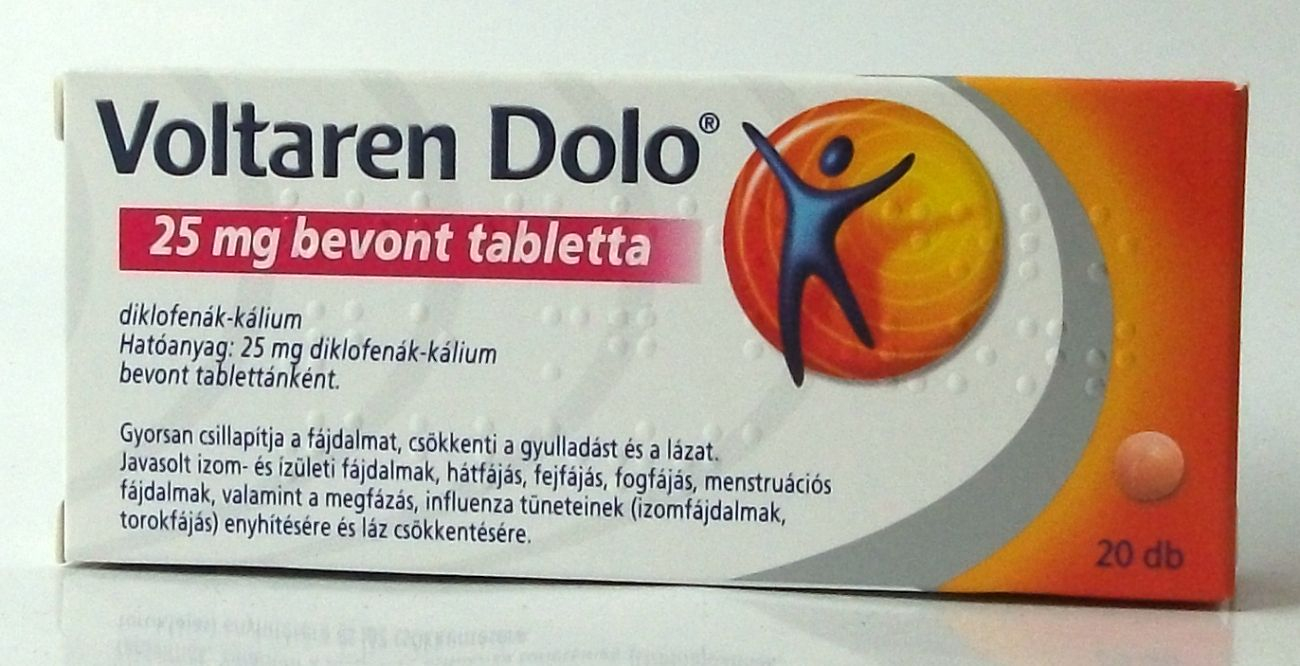 Voltaren Dolo®
25 mg bevont tabletta
diklofenák-kálium
Hatóanyag: 25 mg diklofenák-kálium
bevont tablettánként.
Gyorsan csillapítja a fájdalmat, csökkenti a gyulladást és a lázat.
Javasolt izom- és ízületi fájdalmak, hátfájás, fejfájás, fogfájás, menstruációs
fájdalmak, valamint a megfázás, influenza tüneteinek (izomfájdalmak,
torokfájás) enyhítésére és láz csökkentésére.
20 db